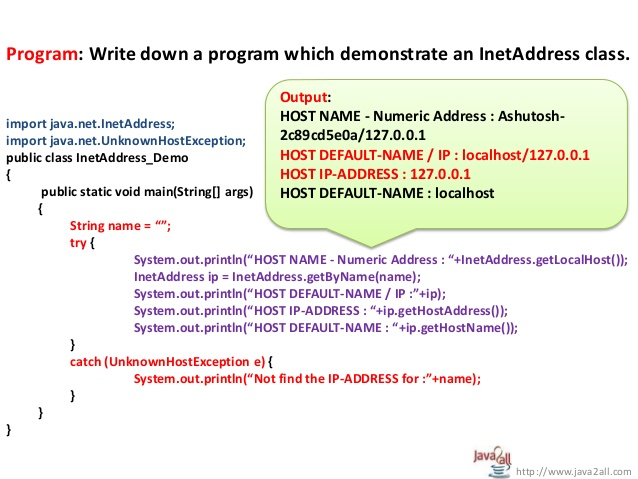 Program: Write down a program which demonstrate an InetAddress class.
Output:
HOST NAME - Numeric Address : Ashutosh-
2c89cd5e0a/127.0.0.1
HOST DEFAULT-NAME / IP : localhost/127.0.0.1
HOST IP-ADDRESS : 127.0.0.1
HOST DEFAULT-NAME : localhost
import java.net.InetAddress;
import java.net.UnknownHostException;
public class InetAddress_Demo
{
public static void main(String[] args)
{
String name = “”;
try {
System.out.println(“HOST NAME - Numeric Address : “+InetAddress.getLocalHost());
InetAddress ip = InetAddress.getByName(name);
System.out.println(“HOST DEFAULT-NAME / IP :”+ip);
System.out.println(“HOST IP-ADDRESS : “+ip.getHostAddress());
System.out.println(“HOST DEFAULT-NAME : “+ip.getHostName());
}
catch (UnknownHostException e) {
System.out.println(“Not find the IP-ADDRESS for :”+name);
}
}
}
Java2all
http://www.java2all.com